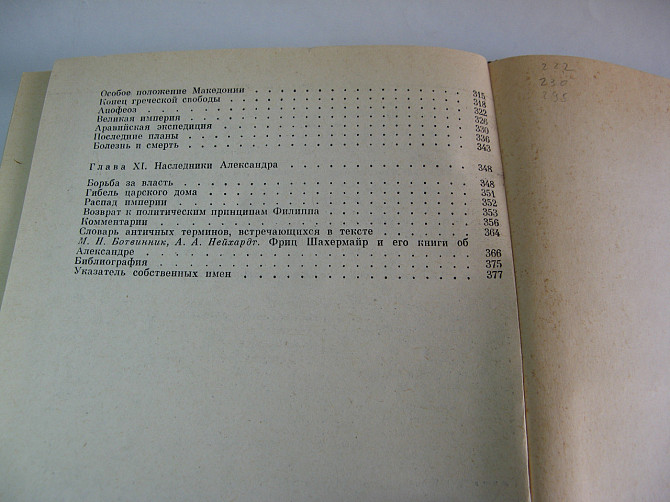 Особое положение Македонии 315
Конец греческой свободы 318
Апофеоз 322
Великая империя 326
Аравийская экспедиция 330
Последние планы 336
Болезнь и смерть 343
Глава XI. Наследники Александра 348
Борьба за власть 348
Гибель царского дома 351
Распад империи 352
Возврат к политическим принципам Филиппа 353
Комментарии 356
Словарь античных терминов, встречающихся в тексте 364
М. Н. Ботвинник, А. А. Нейхардт. Фриц Шахермайр и его книги об
Александре 366
Библиография 375
Указатель собственных имен 377
230
195